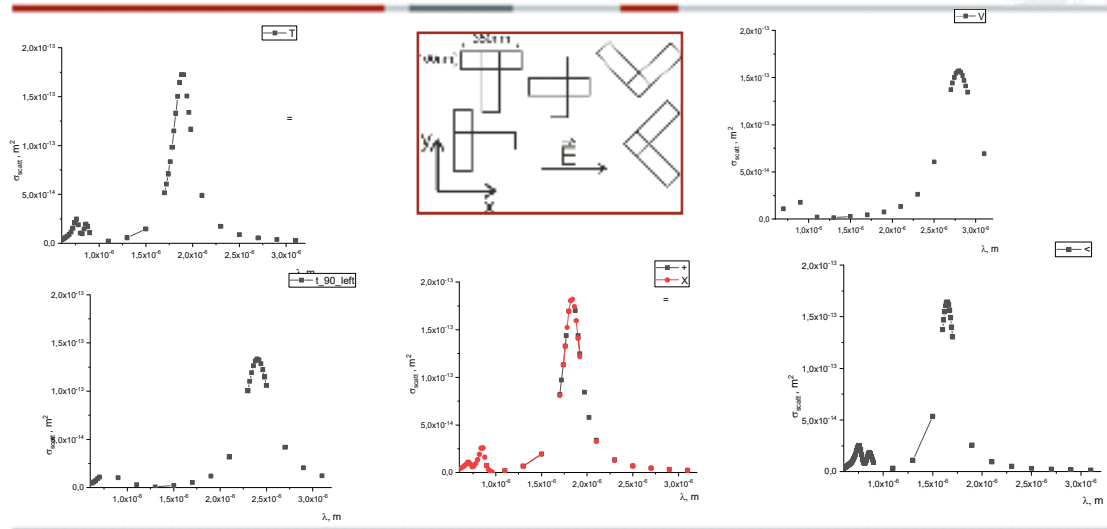 T
2,0x10⁻¹³
1,5x10⁻¹³
1,0x10⁻¹³
5,0x10⁻¹⁴
0,0
σscatt, m²
1,0x10⁻⁶ 1,5x10⁻⁶ 2,0x10⁻⁶ 2,5x10⁻⁶ 3,0x10⁻⁶
=
350nm
y
x
E
V
2,0x10⁻¹³
1,5x10⁻¹³
1,0x10⁻¹³
5,0x10⁻¹⁴
0,0
σscatt, m²
1,0x10⁻⁶ 1,5x10⁻⁶ 2,0x10⁻⁶ 2,5x10⁻⁶ 3,0x10⁻⁶
λ, m
t_90_left
2,0x10⁻¹³
1,5x10⁻¹³
1,0x10⁻¹³
5,0x10⁻¹⁴
0,0
σscatt, m²
1,0x10⁻⁶ 1,5x10⁻⁶ 2,0x10⁻⁶ 2,5x10⁻⁶ 3,0x10⁻⁶
λ, m
+
X
=
2,0x10⁻¹³
1,5x10⁻¹³
1,0x10⁻¹³
5,0x10⁻¹⁴
0,0
σscatt, m²
1,0x10⁻⁶ 1,5x10⁻⁶ 2,0x10⁻⁶ 2,5x10⁻⁶ 3,0x10⁻⁶
λ, m
<
2,0x10⁻¹³
1,5x10⁻¹³
1,0x10⁻¹³
5,0x10⁻¹⁴
0,0
σscatt, m²
1,0x10⁻⁶ 1,5x10⁻⁶ 2,0x10⁻⁶ 2,5x10⁻⁶ 3,0x10⁻⁶
λ, m